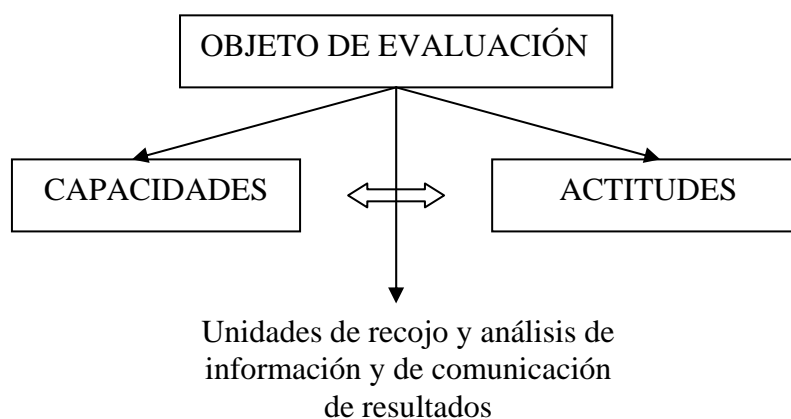 OBJETO DE EVALUACIÓN
CAPACIDADES
ACTITUDES
Unidades de recojo y análisis de
información y de comunicación
de resultados